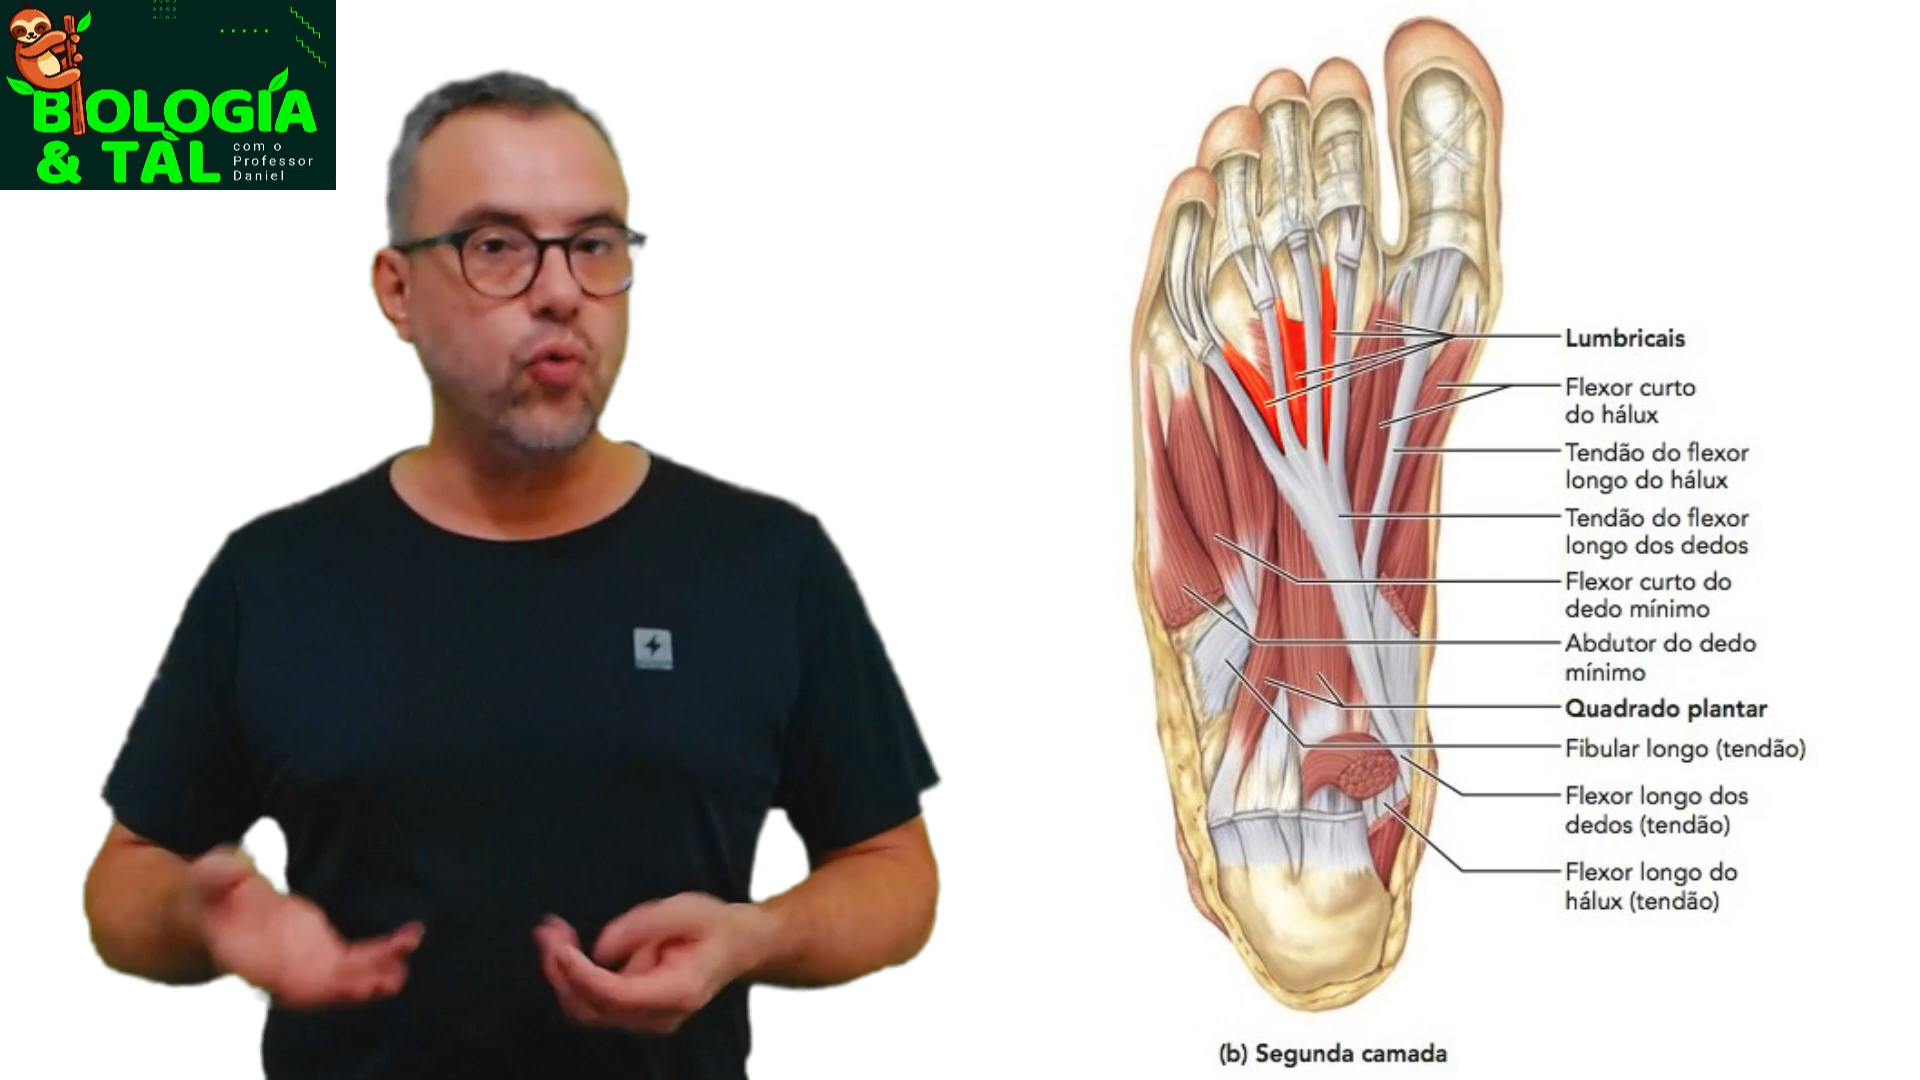 BIOLOGIA
& TAL
com o
Professor
Daniel
Lumbricais
Flexor curto
do hálux
Tendão do flexor
longo do hálux
Tendão do flexor
longo dos dedos
Flexor curto do
dedo mínimo
Abdutor do dedo
mínimo
Quadrado plantar
Fibular longo (tendão)
Flexor longo dos
dedos (tendão)
Flexor longo do
hálux (tendão)
(b) Segunda camada